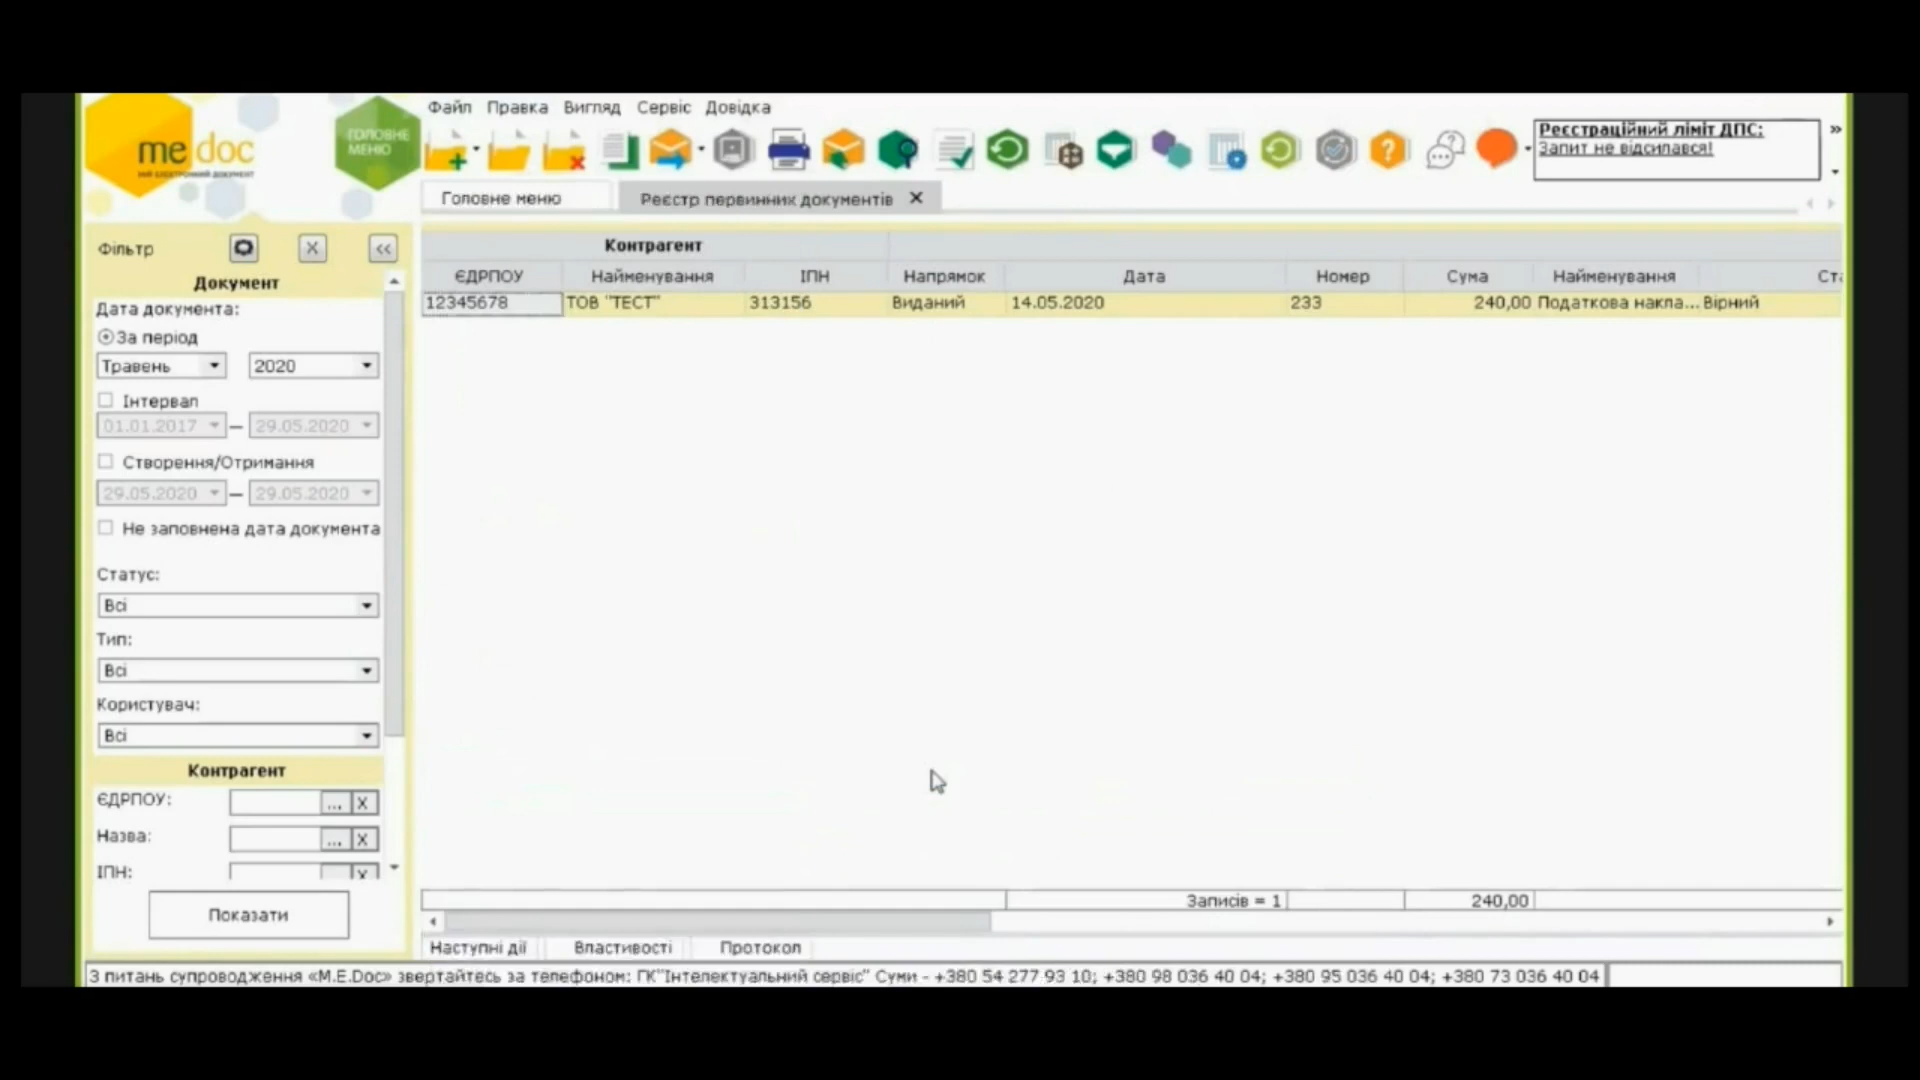 me doc
ГОЛОВНЕ
МЕНЮ
Файл Правка Вигляд Сервіс Довідка
Реєстраційний ліміт ДПС:
Запит не відсилався!
Головне меню
Реєстр первинних документів
Фільтр
Документ
Дата документа:
За період
Травень 2020
Інтервал
01.01.2017 – 29.05.2020
Створення/Отримання
29.05.2020 – 29.05.2020
Не заповнена дата документа
Статус:
Всі
Тип:
Всі
Користувач:
Всі
Контрагент
ЄДРПОУ: ... X
Назва: ... X
ІПН:
Показати
Контрагент
ЄДРПОУ Найменування ІПН Напрямок Дата Номер Сума Найменування Ста
12345678 ТОВ "ТЕСТ" 313156 Виданий 14.05.2020 233 240,00 Податкова накла... Вірний
Записів = 1 240,00
Наступні дії Властивості Протокол
З питань супроводження «M.E.Doc» звертайтесь за телефоном: ГК"Інтелектуальний сервіс" Суми - +380 54 277 93 10; +380 98 036 40 04; +380 95 036 40 04; +380 73 036 40 04